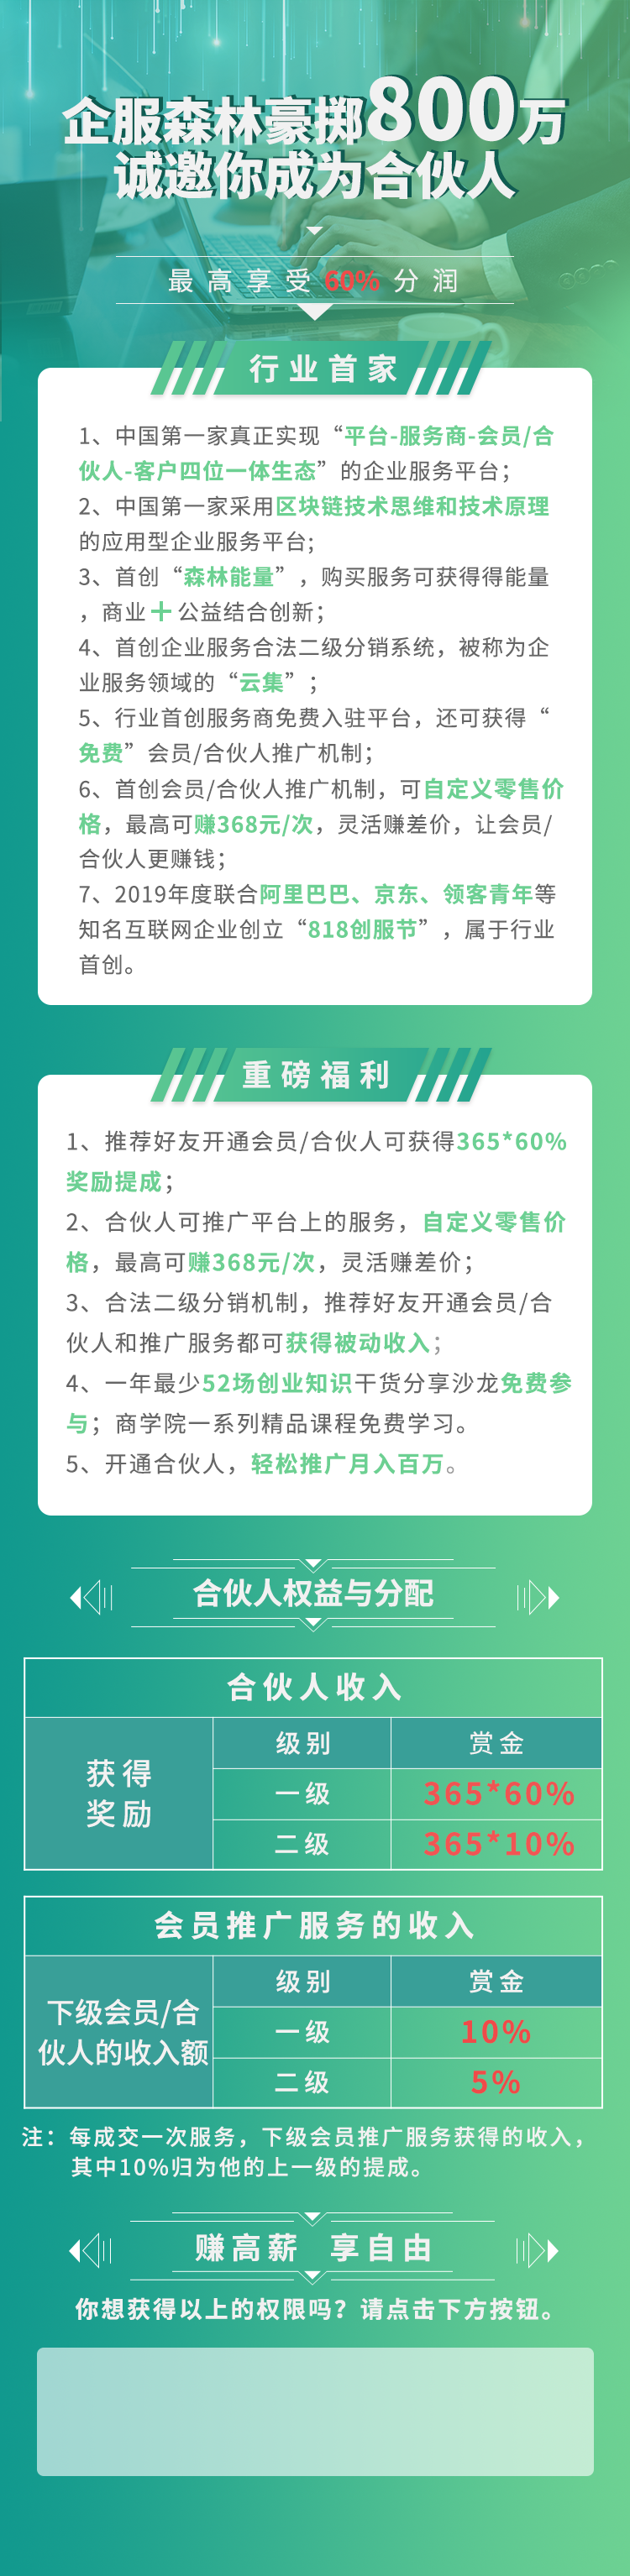 企服森林豪掷800万
诚邀你成为合伙人
最高享受60%分润
行业首家
1、中国第一家真正实现“平台-服务商-会员/合
伙人-客户四位一体生态”的企业服务平台；
2、中国第一家采用区块链技术思维和技术原理
的应用型企业服务平台；
3、首创“森林能量”，购买服务可获得得能量
，商业+公益结合创新；
4、首创企业服务合法二级分销系统，被称为企
业服务领域的“云集”；
5、行业首创服务商免费入驻平台，还可获得“
免费”会员/合伙人推广机制；
6、首创会员/合伙人推广机制，可自定义零售价
格，最高可赚368元/次，灵活赚差价，让会员/
合伙人更赚钱；
7、2019年度联合阿里巴巴、京东、领客青年等
知名互联网企业创立“818创服节”，属于行业
首创。
重磅福利
1、推荐好友开通会员/合伙人可获得365*60%
奖励提成；
2、合伙人可推广平台上的服务，自定义零售价
格，最高可赚368元/次，灵活赚差价；
3、合法二级分销机制，推荐好友开通会员/合
伙人和推广服务都可获得被动收入；
4、一年最少52场创业知识干货分享沙龙免费参
与；商学院一系列精品课程免费学习。
5、开通合伙人，轻松推广月入百万。
合伙人权益与分配
合伙人收入
获得
奖励
级别 赏金
一级 365*60%
二级 365*10%
会员推广服务的收入
下级会员/合
伙人的收入额
级别 赏金
一级 10%
二级 5%
注：每成交一次服务，下级会员推广服务获得的收入，
其中10%归为他的上一级的提成。
赚高薪 享自由
你想获得以上的权限吗？请点击下方按钮。